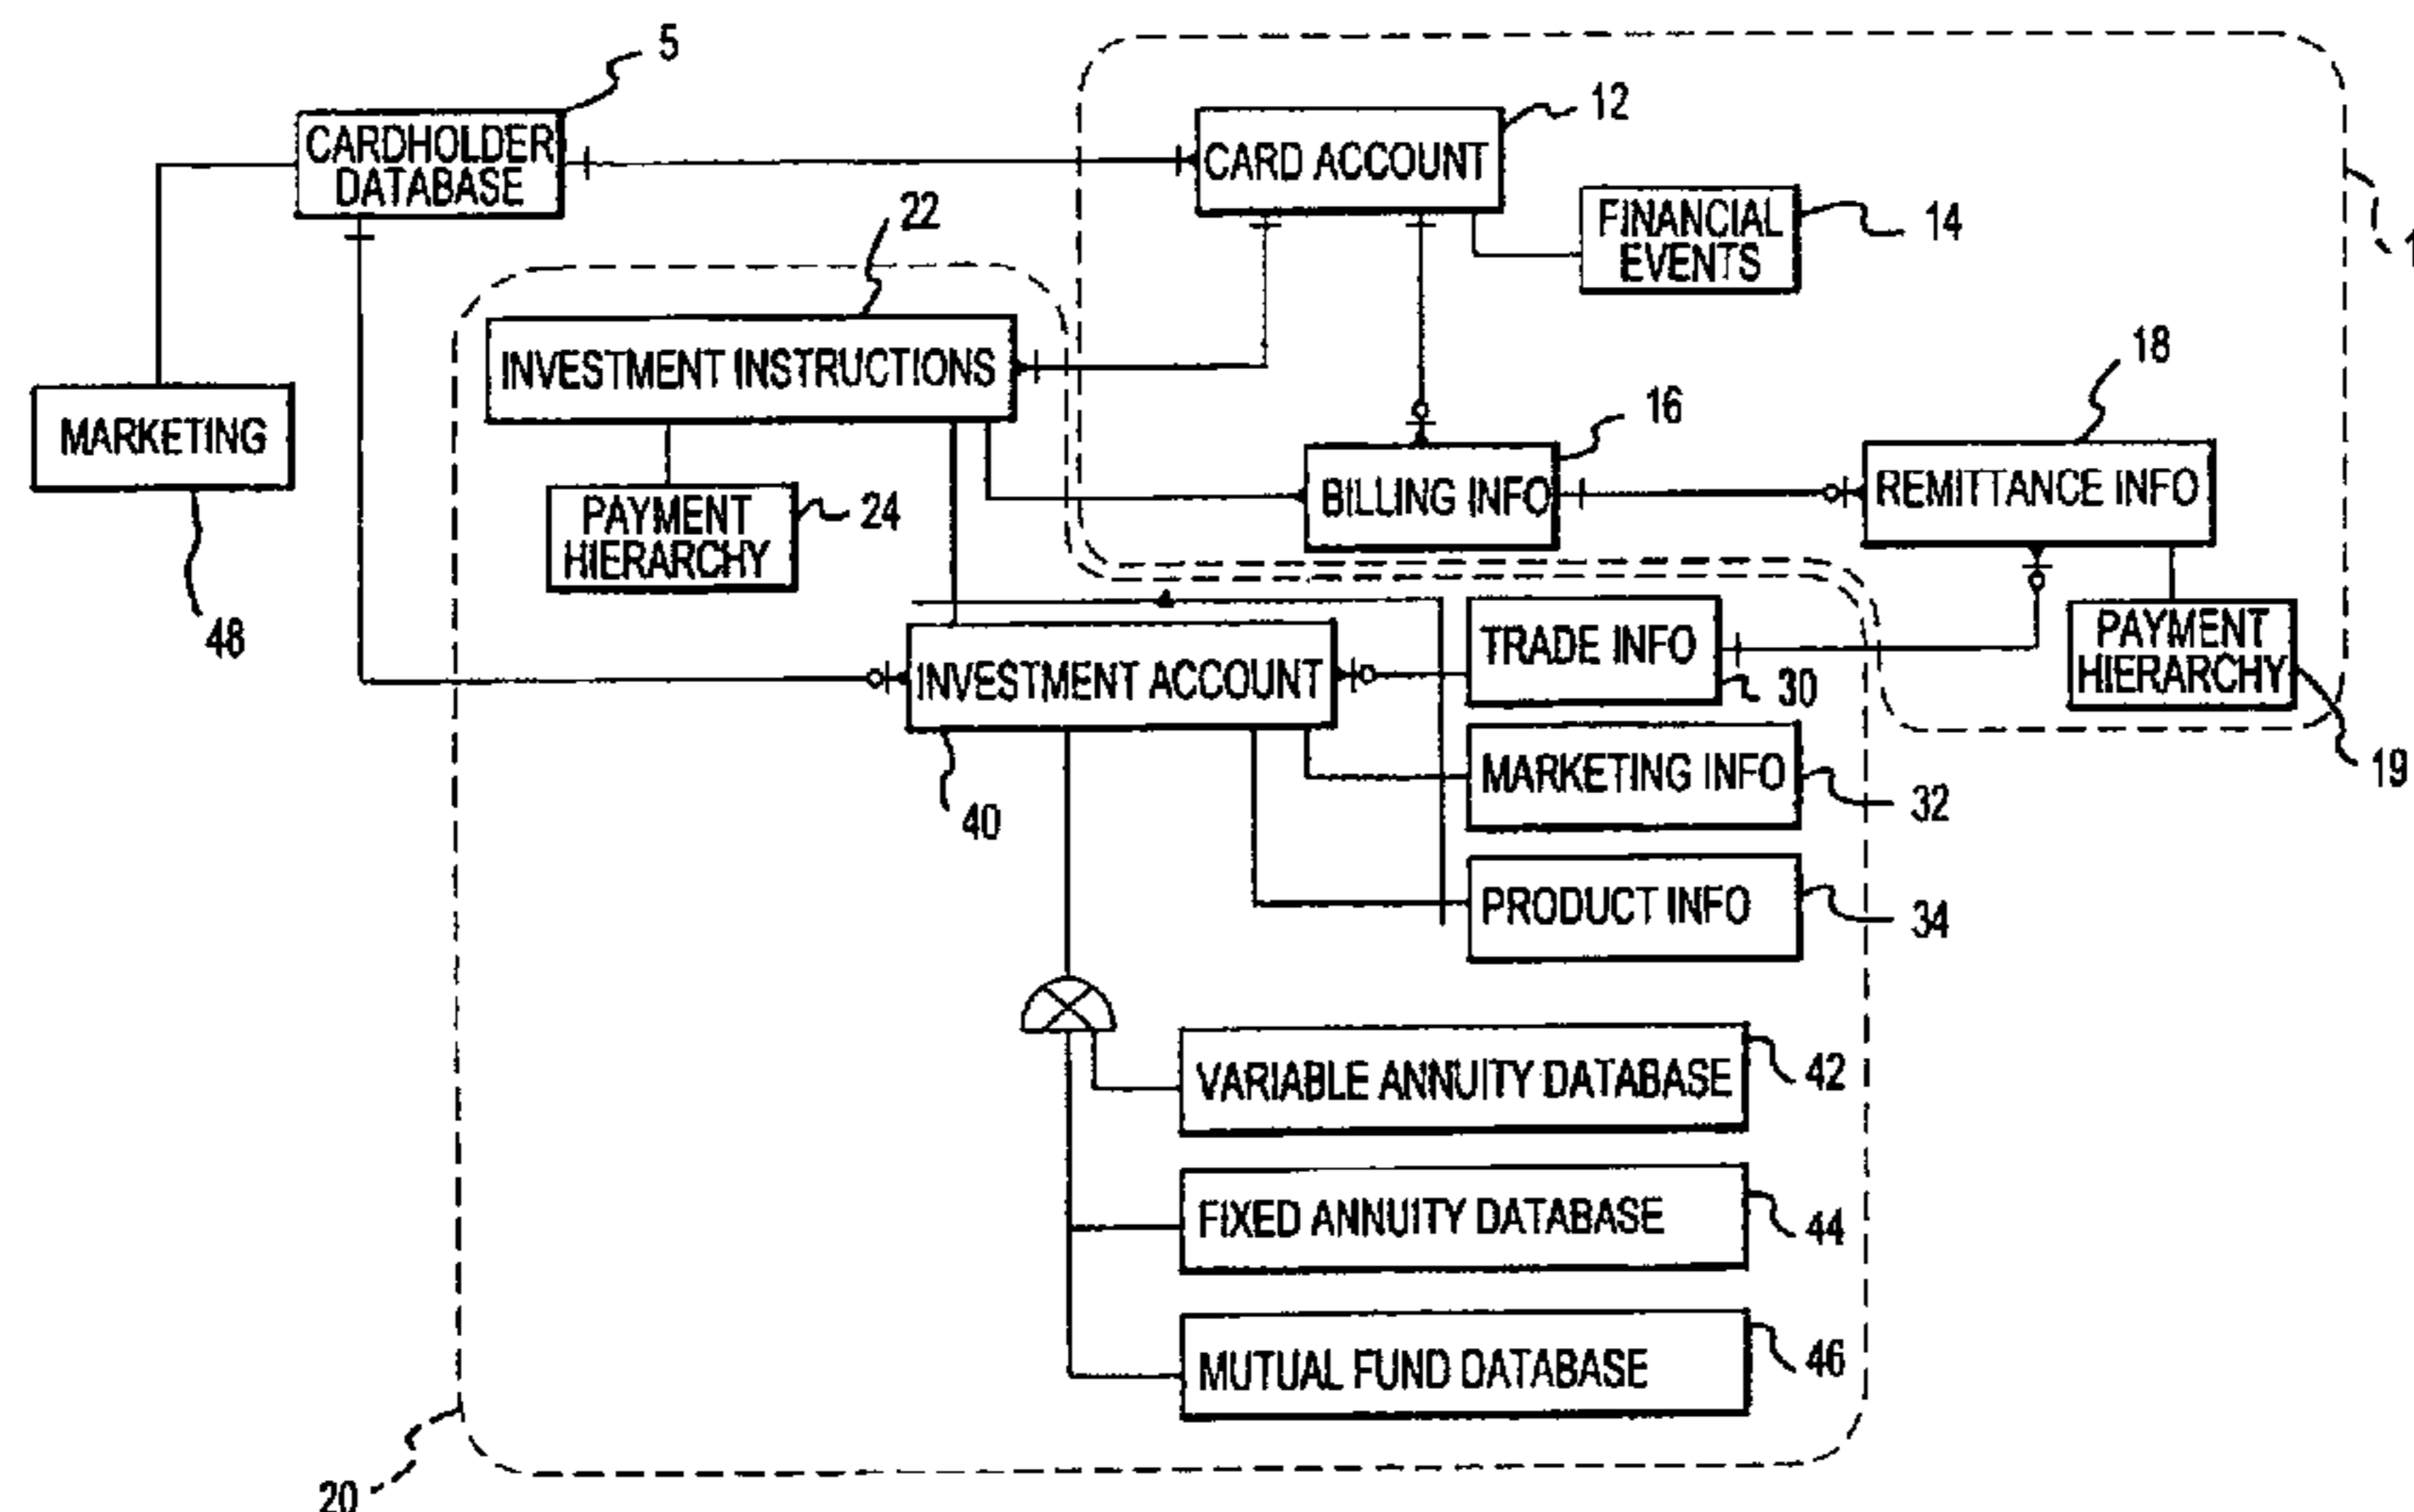 5
12
CARDHOLDER
DATABASE
CARD ACCOUNT
22
FINANCIAL
EVENTS
14
1
INVESTMENT INSTRUCTIONS
18
MARKETING
16
BILLING INFO
REMITTANCE INFO
PAYMENT
HIERARCHY
24
48
TRADE INFO
30
PAYMENT
HIERARCHY
INVESTMENT ACCOUNT
19
40
MARKETING INFO
32
PRODUCT INFO
34
VARIABLE ANNUITY DATABASE
42
FIXED ANNUITY DATABASE
44
MUTUAL FUND DATABASE
46
20